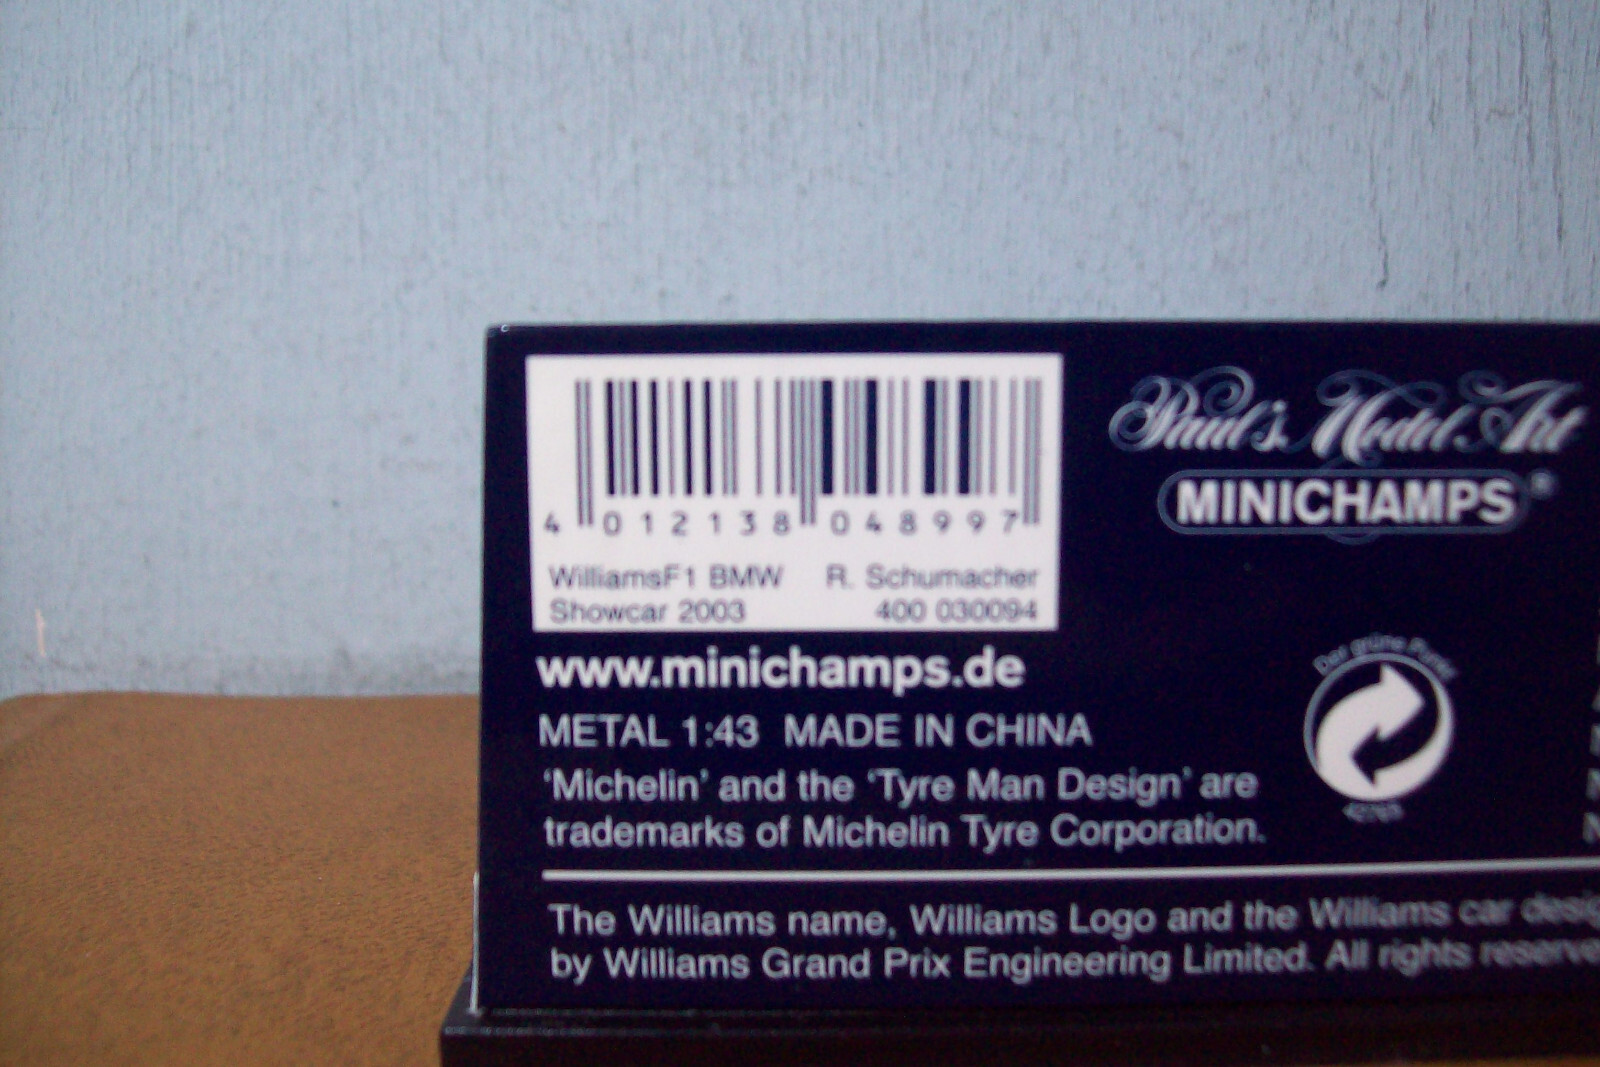 4 012138 048997
WilliamsF1 BMW R. Schumacher
Showcar 2003 400 030094
Paul's Model Art
MINICHAMPS®
www.minichamps.de
METAL 1:43 MADE IN CHINA
'Michelin' and the 'Tyre Man Design' are
trademarks of Michelin Tyre Corporation.
Der grüne Punkt
The Williams name, Williams Logo and the Williams car
by Williams Grand Prix Engineering Limited. All rights